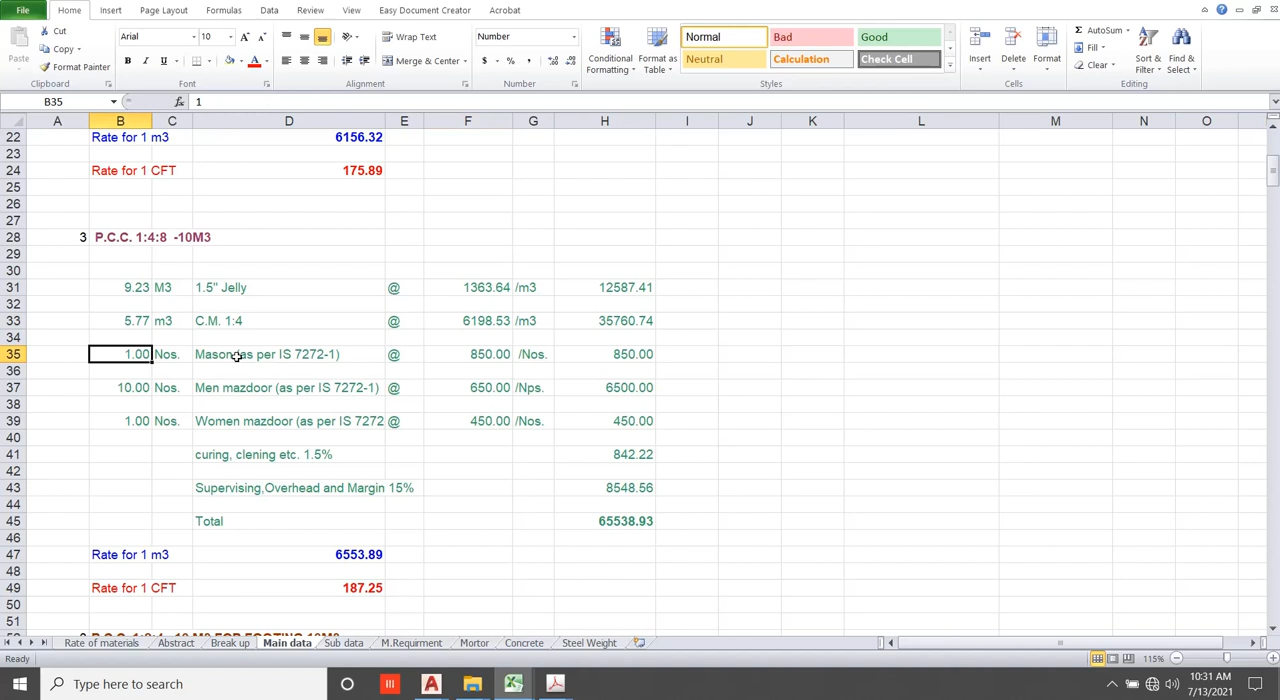 File Home Insert Page Layout Formulas Data Review View Easy Document Creator Acrobat
Cut
Copy
Format Painter
Paste
Clipboard
Arial 10
B I U
Font
Wrap Text
Merge & Center
Alignment
Number
$ % ,
Number
Conditional Formatting
Format as Table
Normal Bad Good
Neutral Calculation Check Cell
Styles
Insert Delete Format
Cells
AutoSum
Fill
Clear
Sort & Filter
Find & Select
Editing
B35 fx 1
A B C D E F G H I J K L M N O
22 Rate for 1 m3 6156.32
23
24 Rate for 1 CFT 175.89
25
26
27
28 3 P.C.C. 1:4:8 -10M3
29
30
31 9.23 M3 1.5" Jelly @ 1363.64 /m3 12587.41
32
33 5.77 m3 C.M. 1:4 @ 6198.53 /m3 35760.74
34
35 1.00 Nos. Mason (as per IS 7272-1) @ 850.00 /Nos. 850.00
36
37 10.00 Nos. Men mazdoor (as per IS 7272-1) @ 650.00 /Nps. 6500.00
38
39 1.00 Nos. Women mazdoor (as per IS 7272 @ 450.00 /Nos. 450.00
40
41 curing, clening etc. 1.5% 842.22
42
43 Supervising,Overhead and Margin 15% 8548.56
44
45 Total 65538.93
46
47 Rate for 1 m3 6553.89
48
49 Rate for 1 CFT 187.25
50
51
Rate of materials Abstract Break up Main data Sub data M.Requirment Mortor Concrete Steel Weight
Ready 115%
Type here to search
10:31 AM
7/13/2021